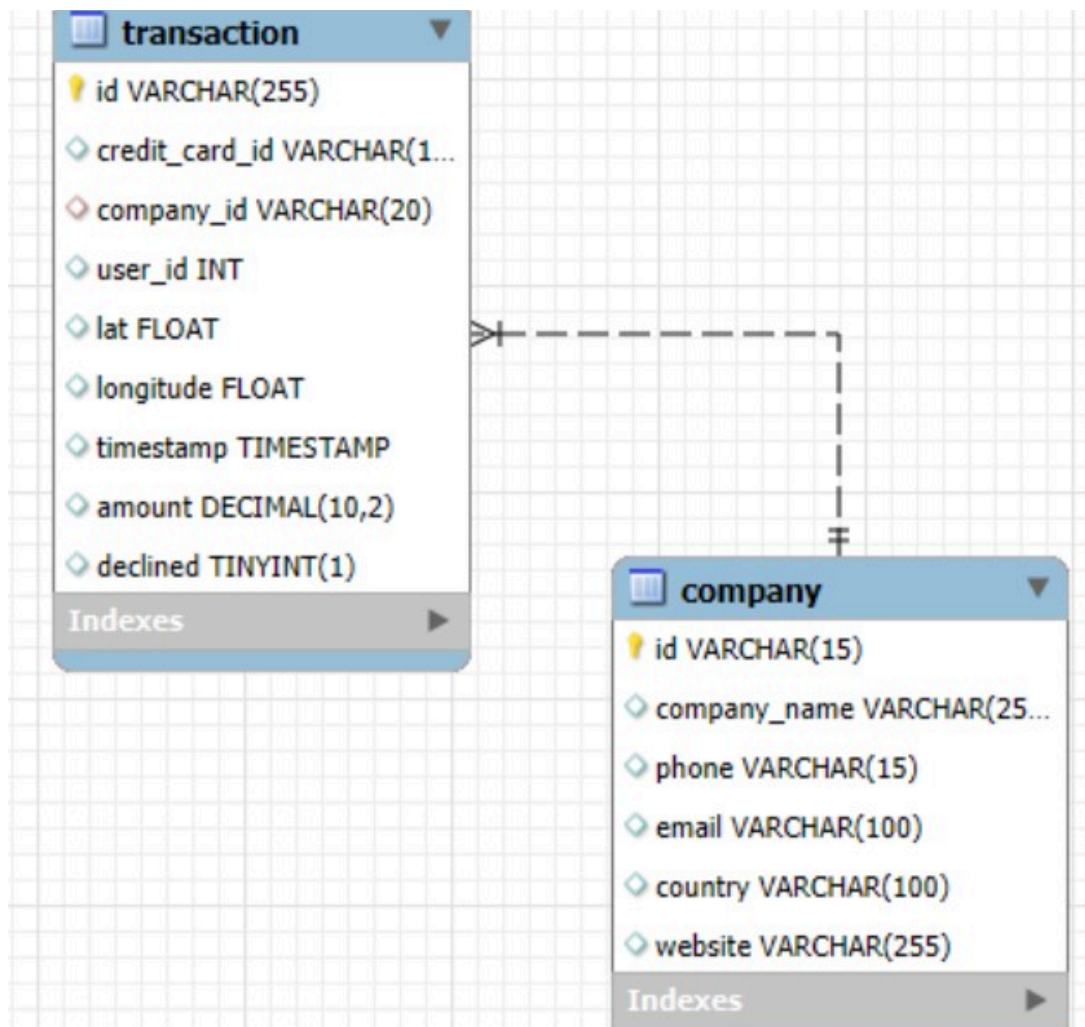 transaction
id VARCHAR(255)
credit_card_id VARCHAR(1...
company_id VARCHAR(20)
user_id INT
lat FLOAT
longitude FLOAT
timestamp TIMESTAMP
amount DECIMAL(10,2)
declined TINYINT(1)
Indexes
company
id VARCHAR(15)
company_name VARCHAR(25...
phone VARCHAR(15)
email VARCHAR(100)
country VARCHAR(100)
website VARCHAR(255)
Indexes